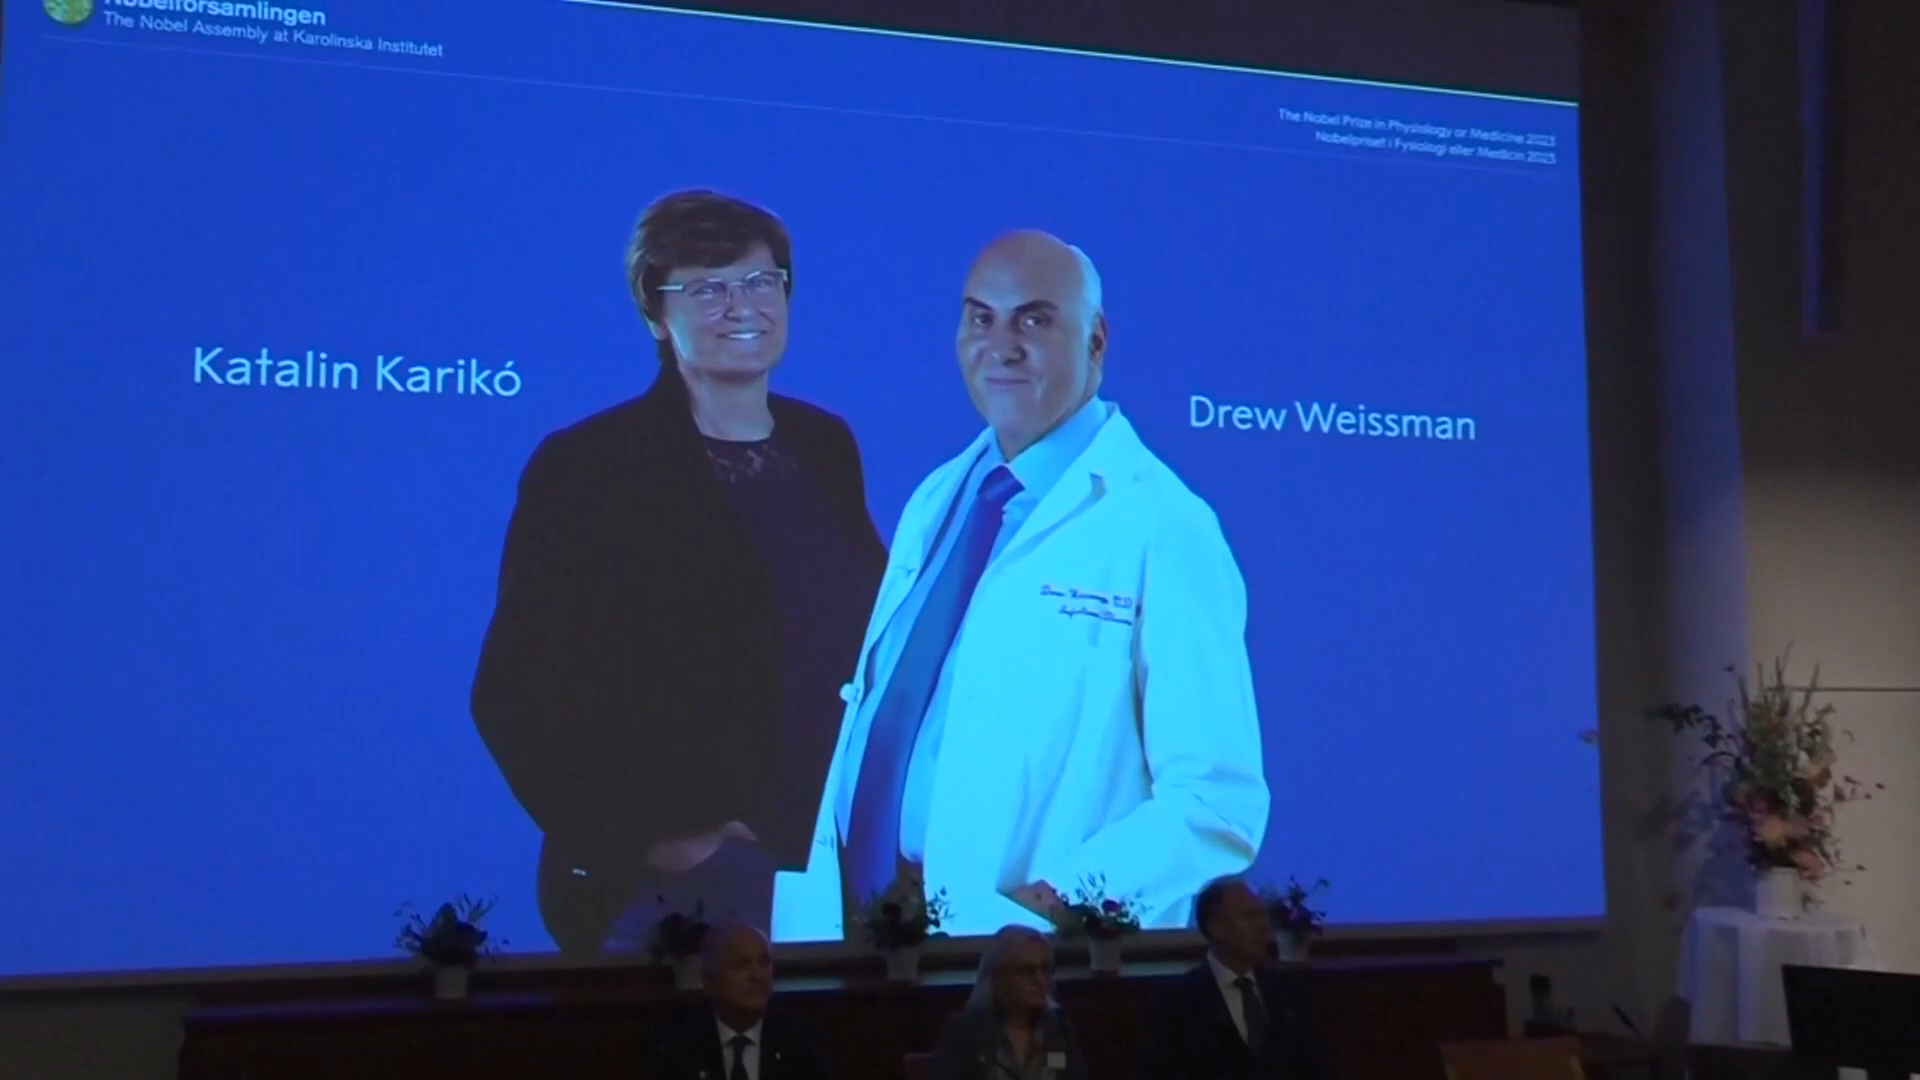 Nobelförsamlingen
The Nobel Assembly at Karolinska Institutet
The Nobel Prize in Physiology or Medicine 2023
Nobelpriset i Fysiologi eller Medicin 2023
Katalin Karikó
Drew Weissman